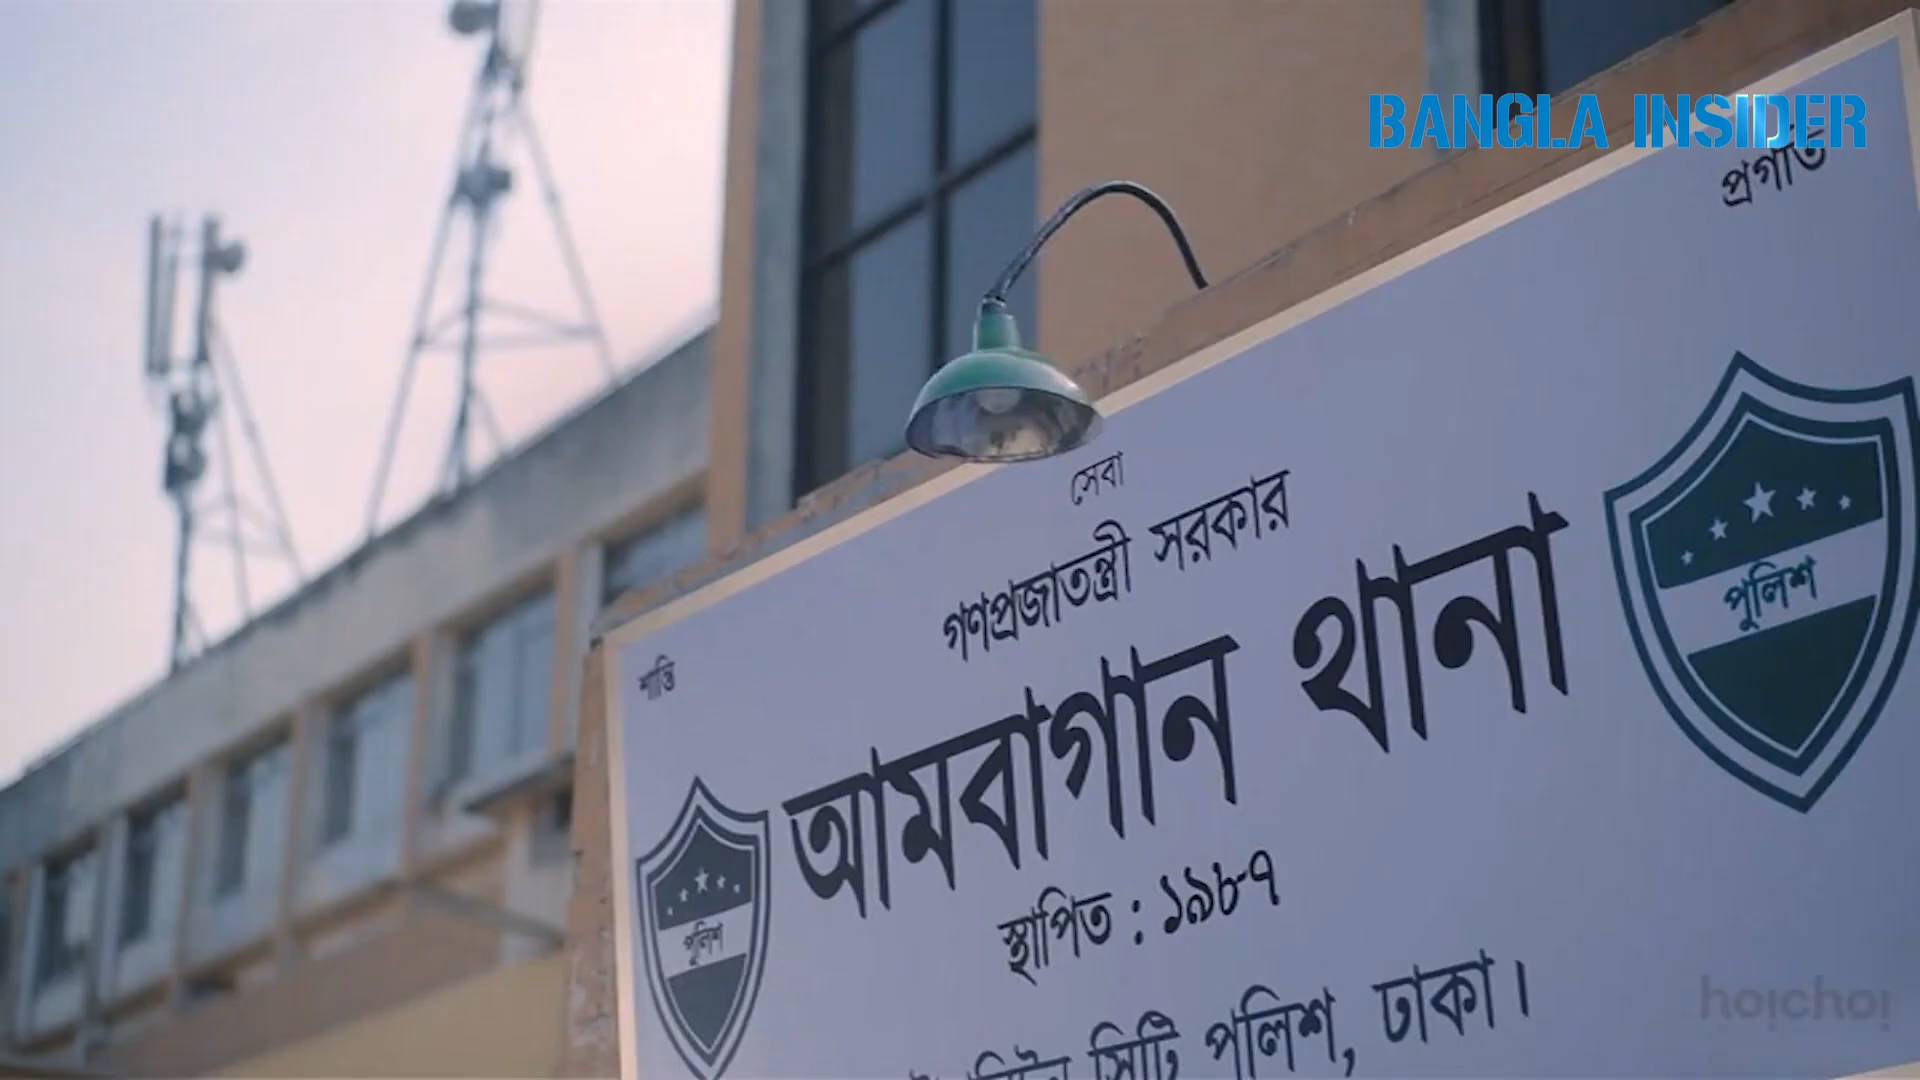 BANGLA INSIDER
প্রগতি
সেবা
গণপ্রজাতন্ত্রী সরকার
শান্তি
আমবাগান থানা
পুলিশ
পুলিশ
স্থাপিত : ১৯৮৭
সিটি পুলিশ, ঢাকা।
hoichoi